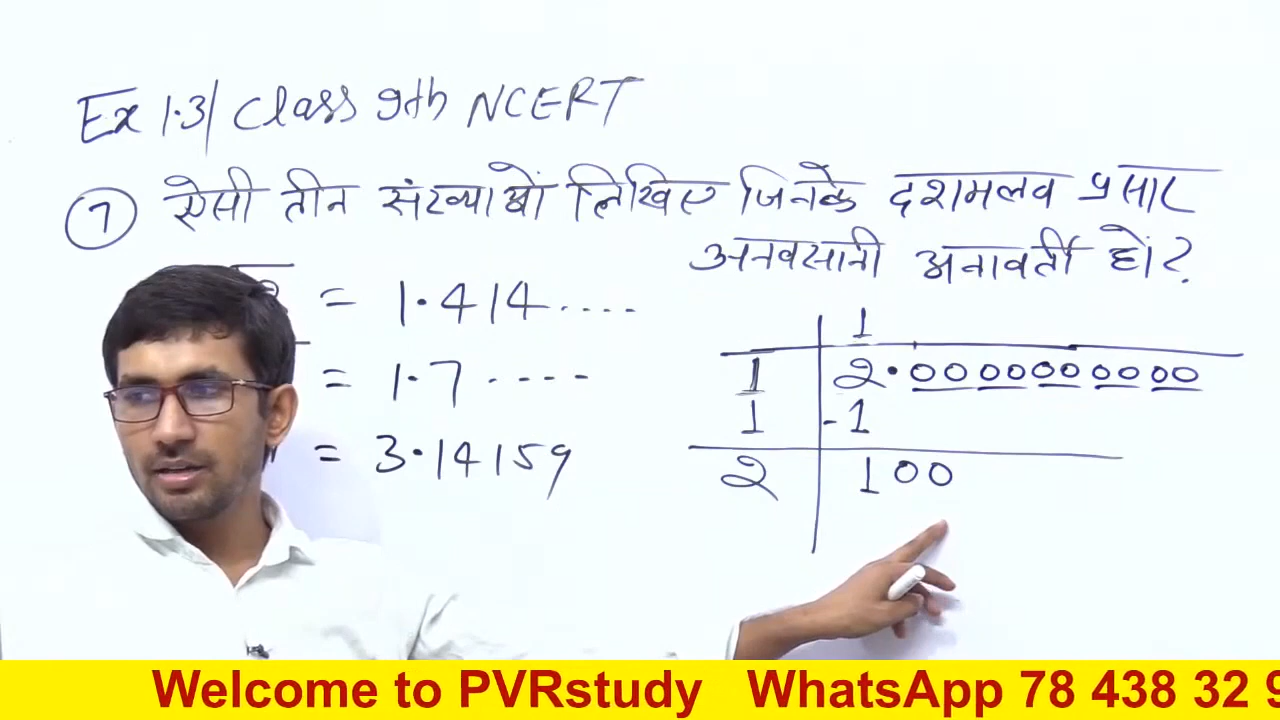 Ex 1.3/ Class 9th NCERT
7 ऐसी तीन संख्याओं लिखिए जिनके दशमलव प्रसार
अनवसानी अनावर्ती हों?
= 1.414....
= 1.7....
= 3.14159
1
1 2.0000000000
1 -1
2 100
Welcome to PVRstudy WhatsApp 78 438 32 9